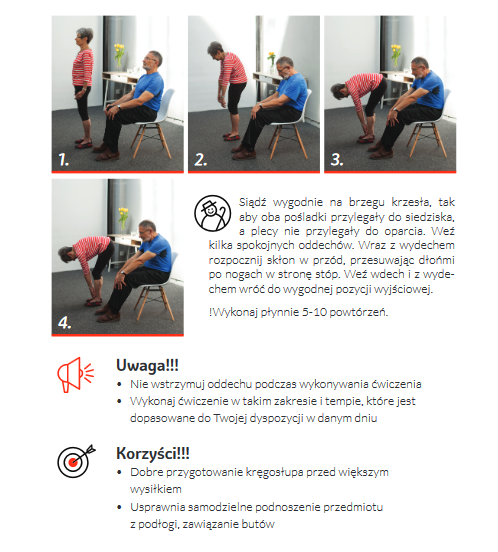 1.
2.
3.
4.
Siądź wygodnie na brzegu krzesła, tak
aby oba pośladki przylegały do siedziska,
a plecy nie przylegały do oparcia. Weź
kilka spokojnych oddechów. Wraz z wydechem
rozpocznij skłon w przód, przesuwając dłońmi
po nogach w stronę stóp. Weź wdech i z wyde-
chem wróć do wygodnej pozycji wyjściowej.
!Wykonaj płynnie 5-10 powtórzeń.
Uwaga!!!
• Nie wstrzymuj oddechu podczas wykonywania ćwiczenia
• Wykonaj ćwiczenie w takim zakresie i tempie, które jest
dopasowane do Twojej dyspozycji w danym dniu
Korzyści!!!
• Dobre przygotowanie kręgosłupa przed większym
wysiłkiem
• Usprawnia samodzielne podnoszenie przedmiotu
z podłogi, zawiązanie butów